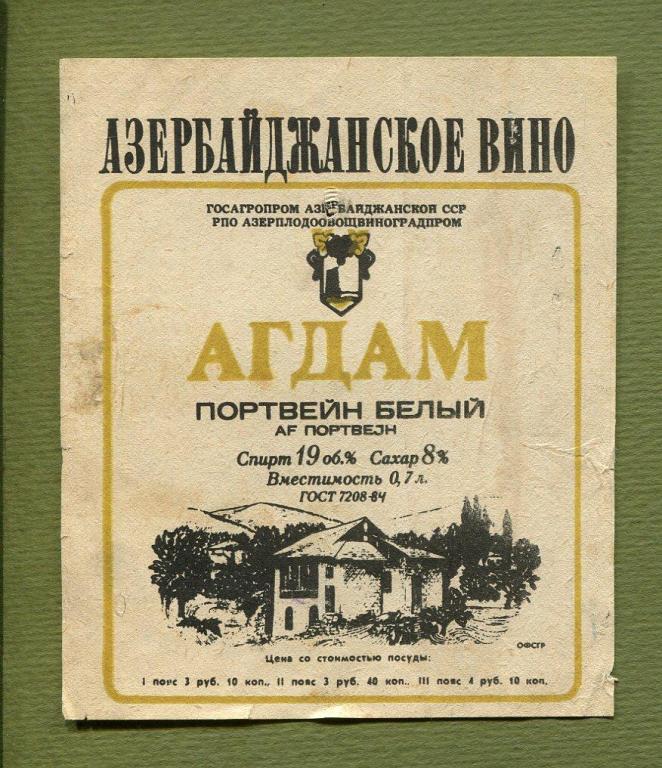 АЗЕРБАЙДЖАНСКОЕ ВИНО
ГОСАГРОПРОМ АЗЕРБАЙДЖАНСКОЙ ССР
РПО АЗЕРПЛОДООВОЩВИНОГРАДПРОМ
АГДАМ
ПОРТВЕЙН БЕЛЫЙ
АҒ ПОРТВЕЈН
Спирт 19 об.% Сахар 8%
Вместимость 0,7 л.
ГОСТ 7208-84
ОФСГР
Цена со стоимостью посуды:
I пояс 3 руб. 10 коп., II пояс 3 руб. 40 коп., III пояс 4 руб. 10 коп.